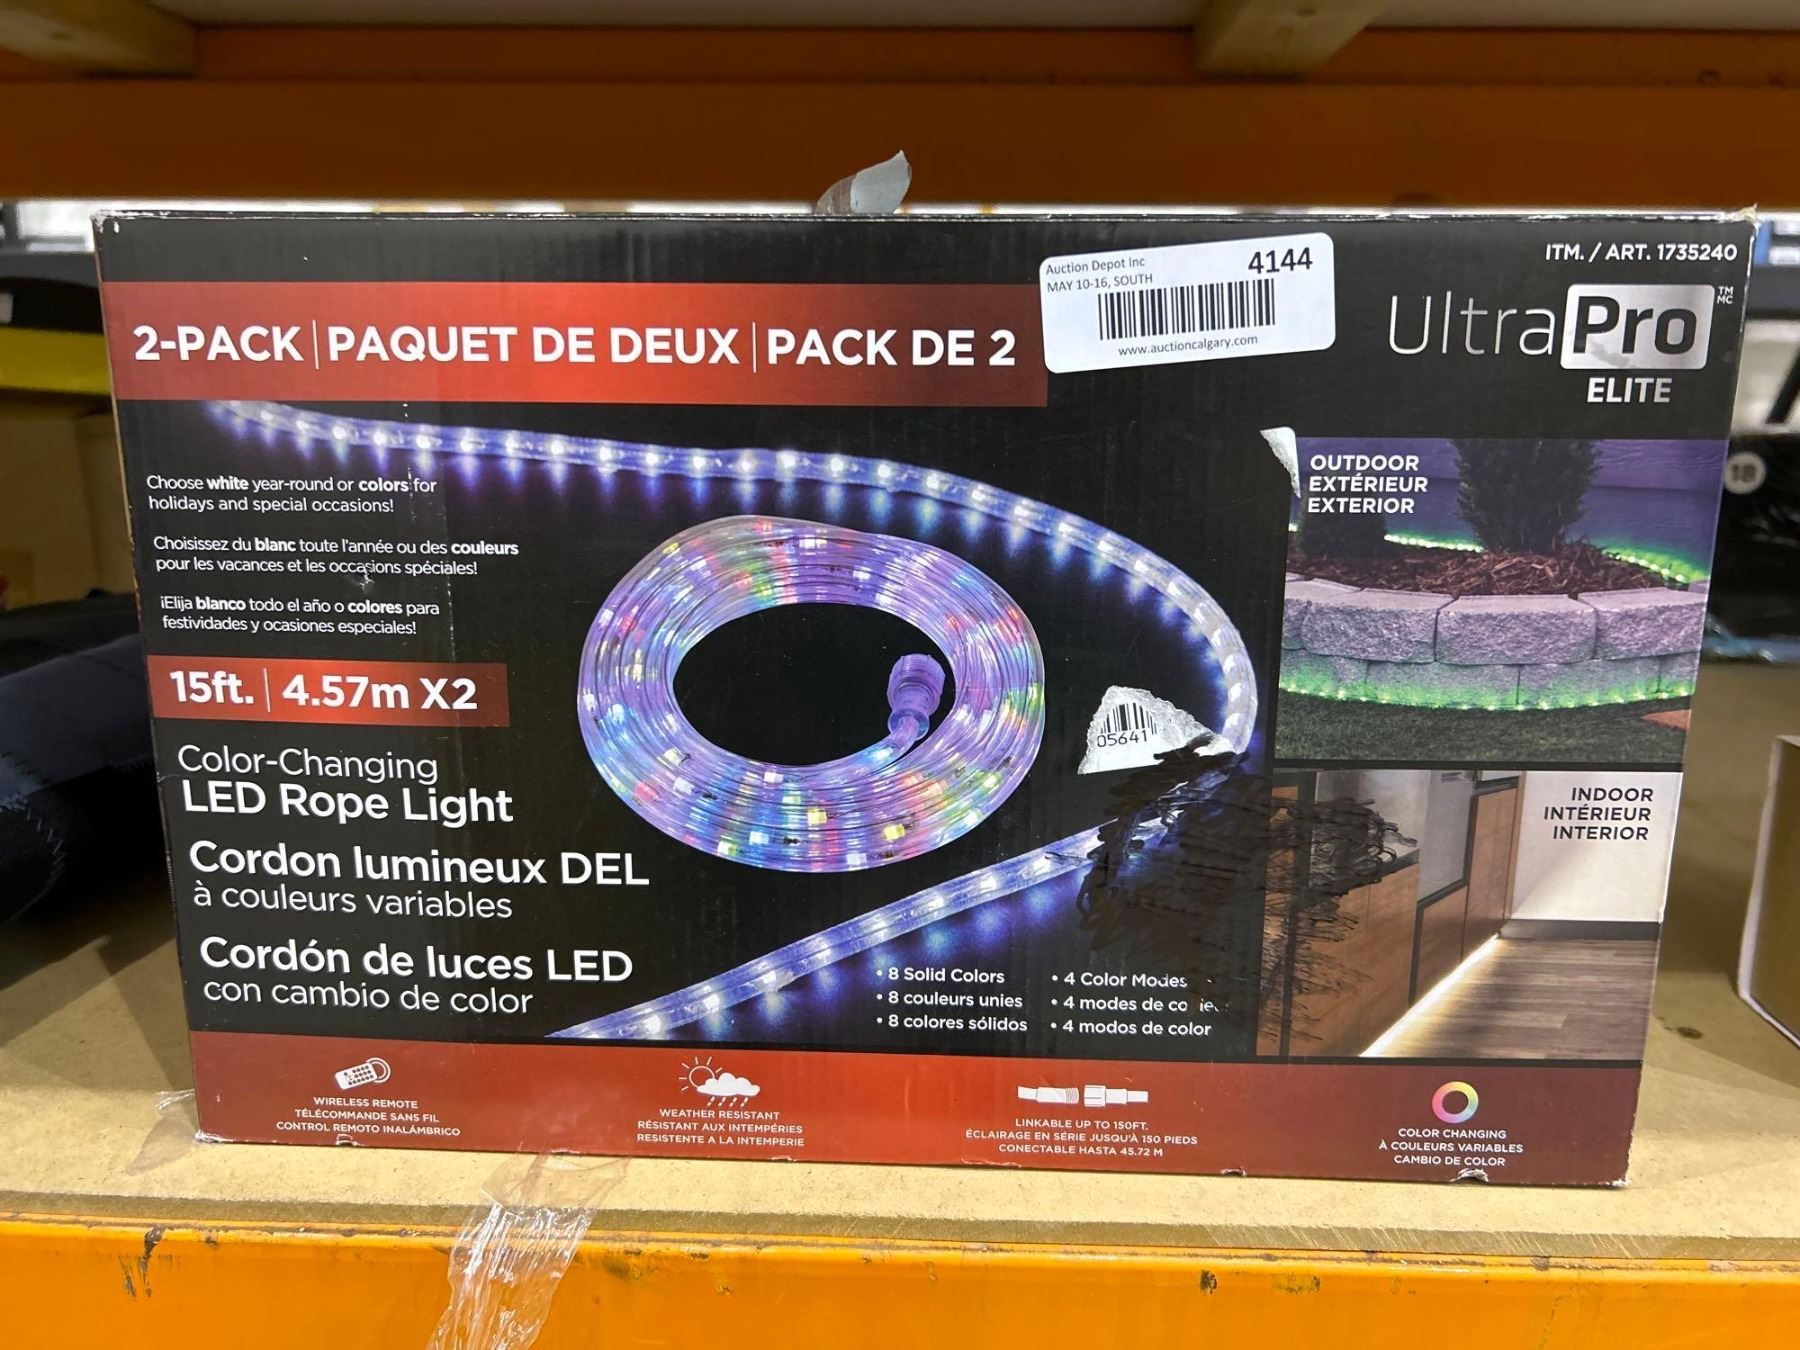 ITM. / ART. 1735240
Auction Depot Inc
4144
MAY 10-16, SOUTH
www.auctioncalgary.com
UltraPro TM MC
ELITE
2-PACK | PAQUET DE DEUX | PACK DE 2
Choose white year-round or colors for
holidays and special occasions!
Choisissez du blanc toute l'année ou des couleurs
pour les vacances et les occasions spéciales!
¡Elija blanco todo el año o colores para
festividades y ocasiones especiales!
15ft. | 4.57m X2
Color-Changing
LED Rope Light
Cordon lumineux DEL
à couleurs variables
Cordón de luces LED
con cambio de color
OUTDOOR
EXTÉRIEUR
EXTERIOR
18
05641
INDOOR
INTÉRIEUR
INTERIOR
• 8 Solid Colors
• 8 couleurs unies
• 8 colores sólidos
• 4 Color Modes
• 4 modes de
• 4 modos de color
WIRELESS REMOTE
TÉLÉCOMMANDE SANS FIL
CONTROL REMOTO INALÁMBRICO
WEATHER RESISTANT
RÉSISTANT AUX INTEMPÉRIES
RESISTENTE A LA INTEMPERIE
LINKABLE UP TO 150FT.
ÉCLAIRAGE EN SÉRIE JUSQU'À 150 PIEDS
CONECTABLE HASTA 45.72 M
COLOR CHANGING
À COULEURS VARIABLES
CAMBIO DE COLOR